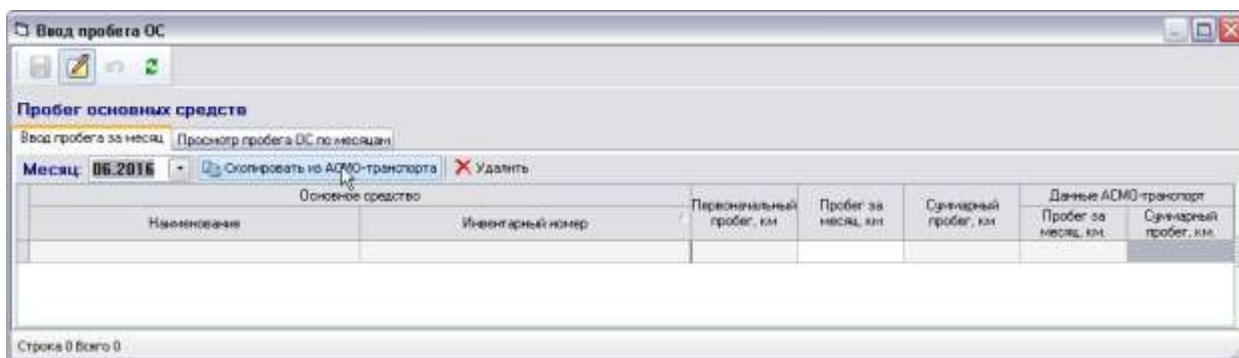 Ввод пробега ОС
Пробег основных средств
Ввод пробега за месяц Просмотр пробега ОС по месяцам
Месяц: 06.2016 Скопировать из АСМО-транспорта Удалить
Основное средство
Наименование
Инвентарный номер
Первоначальный
пробег, км
Пробег за
месяц, км
Суммарный
пробег, км
Данные АСМО-транспорт
Пробег за
месяц, км
Суммарный
пробег, км
Строка 0 Всего 0